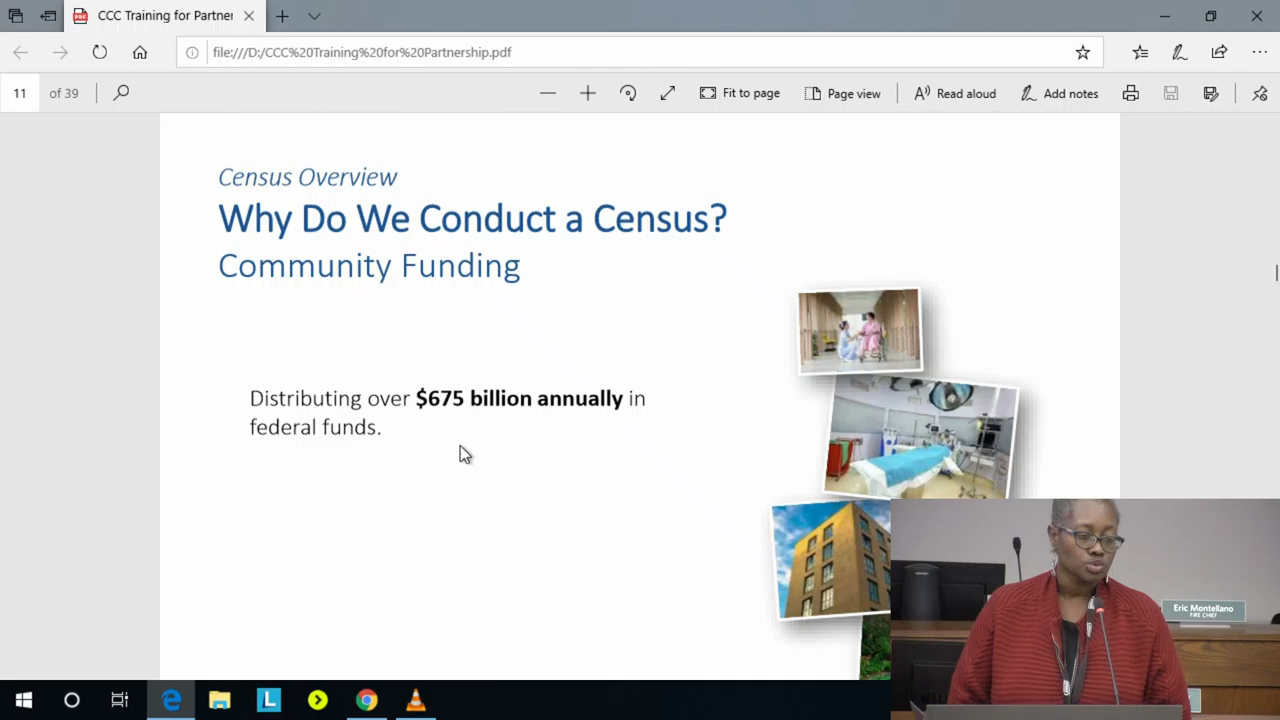 CCC Training for Partner
file:///D:/CCC%20Training%20for%20Partnership.pdf
11 of 39
Fit to page
Page view
Read aloud
Add notes
Census Overview
Why Do We Conduct a Census?
Community Funding
Distributing over $675 billion annually in
federal funds.
Eric Montellano
FIRE CHIEF